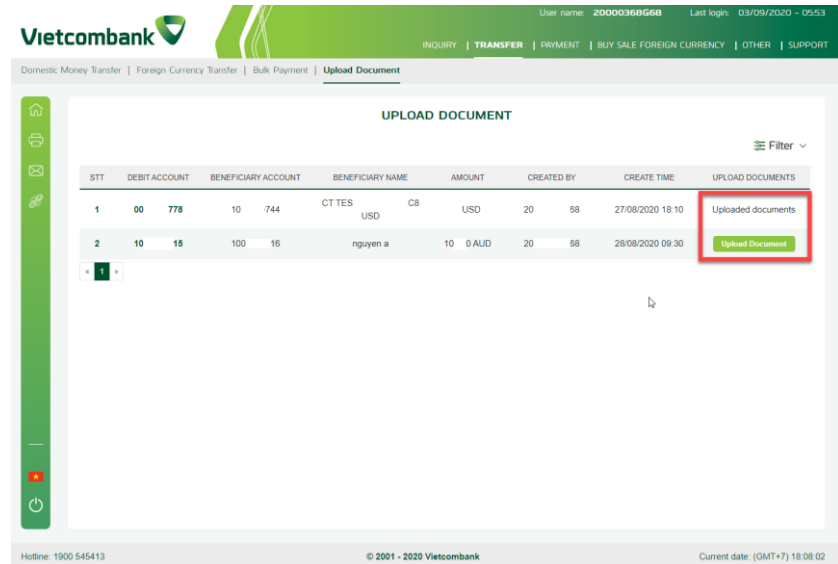 User name: 20000368G68 Last login: 03/09/2020 - 05:53
Vietcombank
INQUIRY | TRANSFER | PAYMENT | BUY SALE FOREIGN CURRENCY | OTHER | SUPPORT
Domestic Money Transfer | Foreign Currency Transfer | Bulk Payment | Upload Document
UPLOAD DOCUMENT
Filter
STT DEBIT ACCOUNT BENEFICIARY ACCOUNT BENEFICIARY NAME AMOUNT CREATED BY CREATE TIME UPLOAD DOCUMENTS
1 00 778 10 744 CT TES C8 USD USD 20 68 27/08/2020 18:10 Uploaded documents
2 10 15 100 16 nguyen a 10 0 AUD 20 68 28/08/2020 09:30 Upload Document
« 1 »
Hotline: 1900 545413 © 2001 - 2020 Vietcombank Current date: (GMT+7) 18:08:02